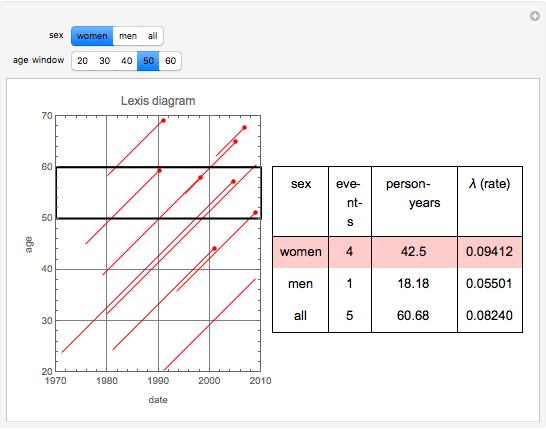 sex women men all
age window 20 30 40 50 60
Lexis diagram
70
60
50
40
30
20
age
1970 1980 1990 2000 2010
date
sex eve- person- λ (rate)
nt- years
s
women 4 42.5 0.09412
men 1 18.18 0.05501
all 5 60.68 0.08240